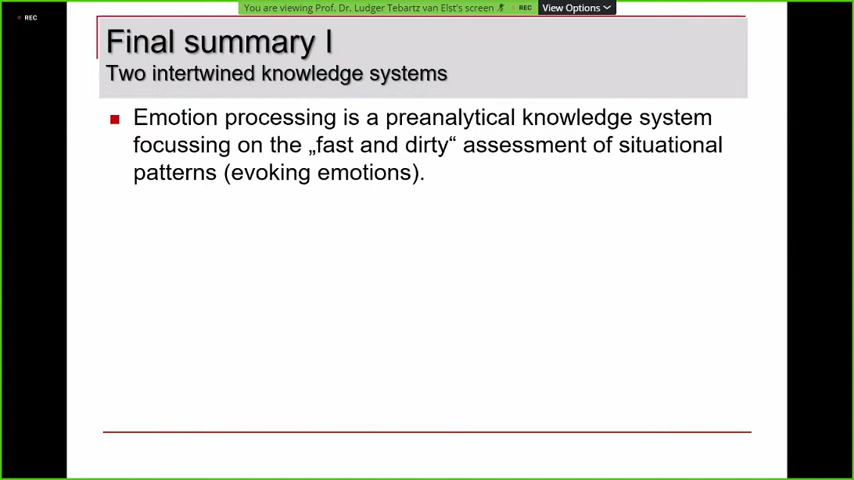 REC
You are viewing Prof. Dr. Ludger Tebartz van Elst's screen
REC
View Options
Final summary I
Two intertwined knowledge systems
Emotion processing is a preanalytical knowledge system
focussing on the „fast and dirty“ assessment of situational
patterns (evoking emotions).